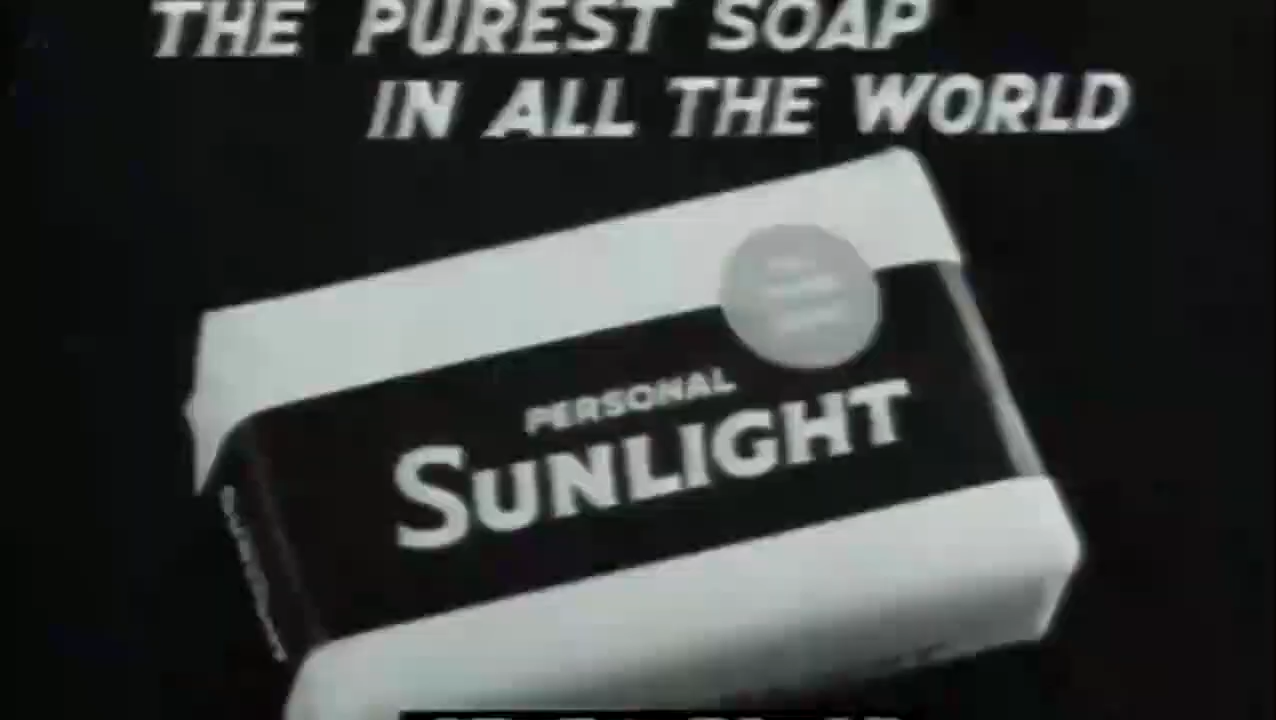 THE PUREST SOAP
IN ALL THE WORLD
PERSONAL
SUNLIGHT